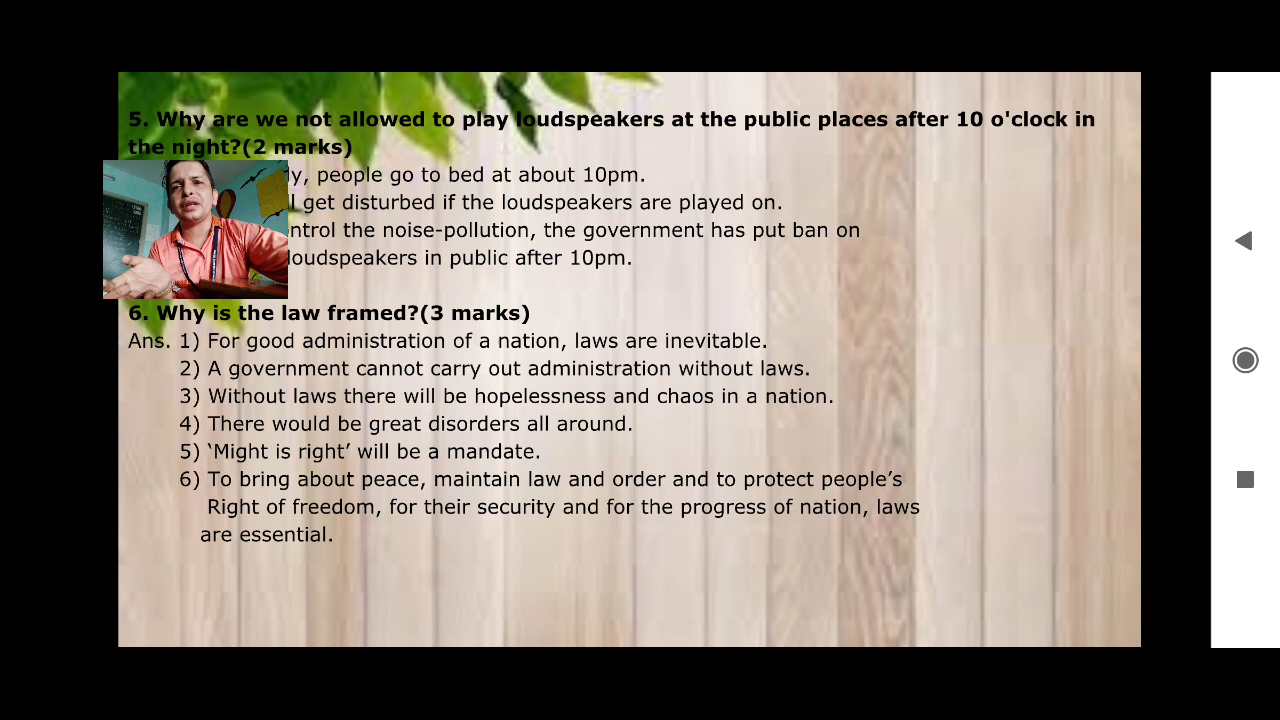 5. Why are we not allowed to play loudspeakers at the public places after 10 o'clock in
the night?(2 marks)
people go to bed at about 10pm.
get disturbed if the loudspeakers are played on.
the noise-pollution, the government has put ban on
loudspeakers in public after 10pm.
6. Why is the law framed?(3 marks)
Ans. 1) For good administration of a nation, laws are inevitable.
2) A government cannot carry out administration without laws.
3) Without laws there will be hopelessness and chaos in a nation.
4) There would be great disorders all around.
5) ‘Might is right’ will be a mandate.
6) To bring about peace, maintain law and order and to protect people’s
Right of freedom, for their security and for the progress of nation, laws
are essential.